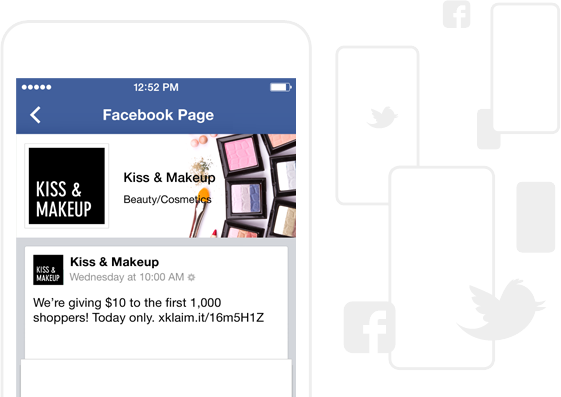 12:52 PM
Facebook Page
KISS &
MAKEUP
Kiss & Makeup
Beauty/Cosmetics
KISS &
MAKEUP
Kiss & Makeup
Wednesday at 10:00 AM
We're giving $10 to the first 1,000
shoppers! Today only. xklaim.it/16m5H1Z